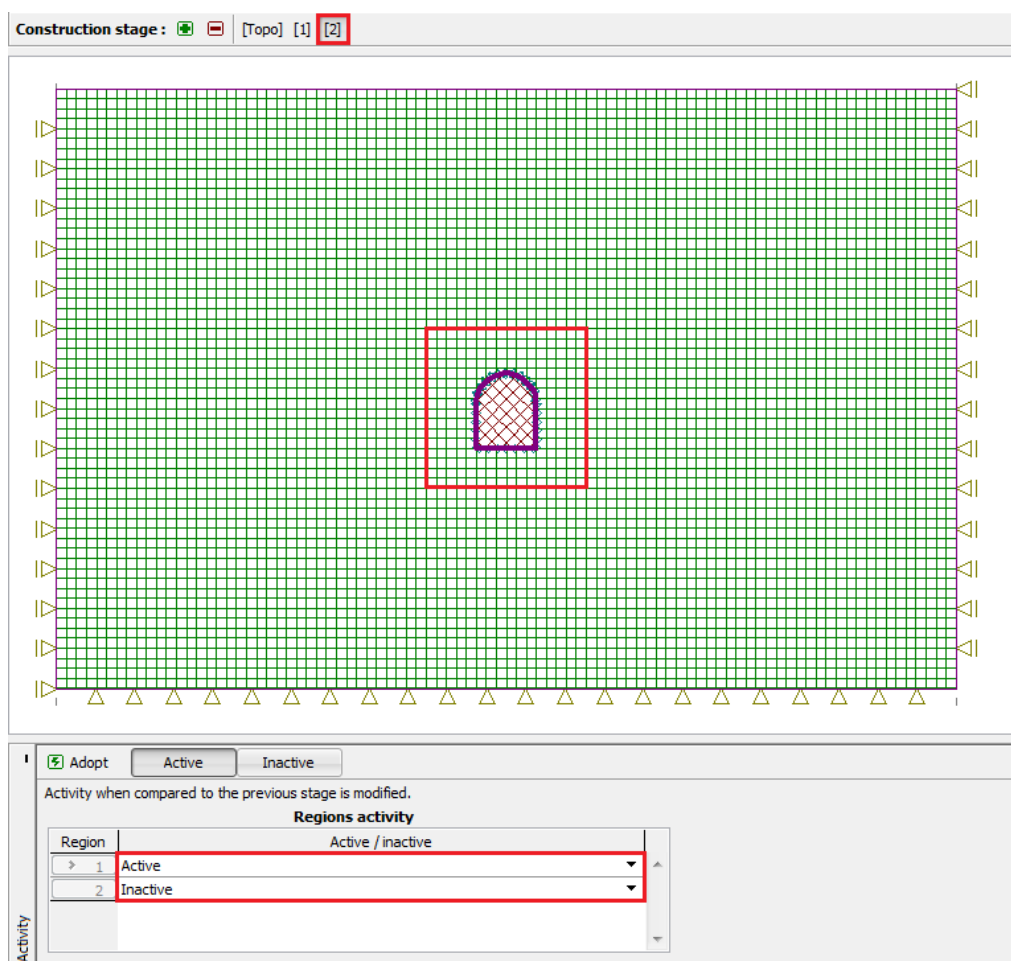 Construction stage : [Topo] [1] [2]
Adopt Active Inactive
Activity when compared to the previous stage is modified.
Regions activity
Region Active / inactive
1 Active
2 Inactive
Activity